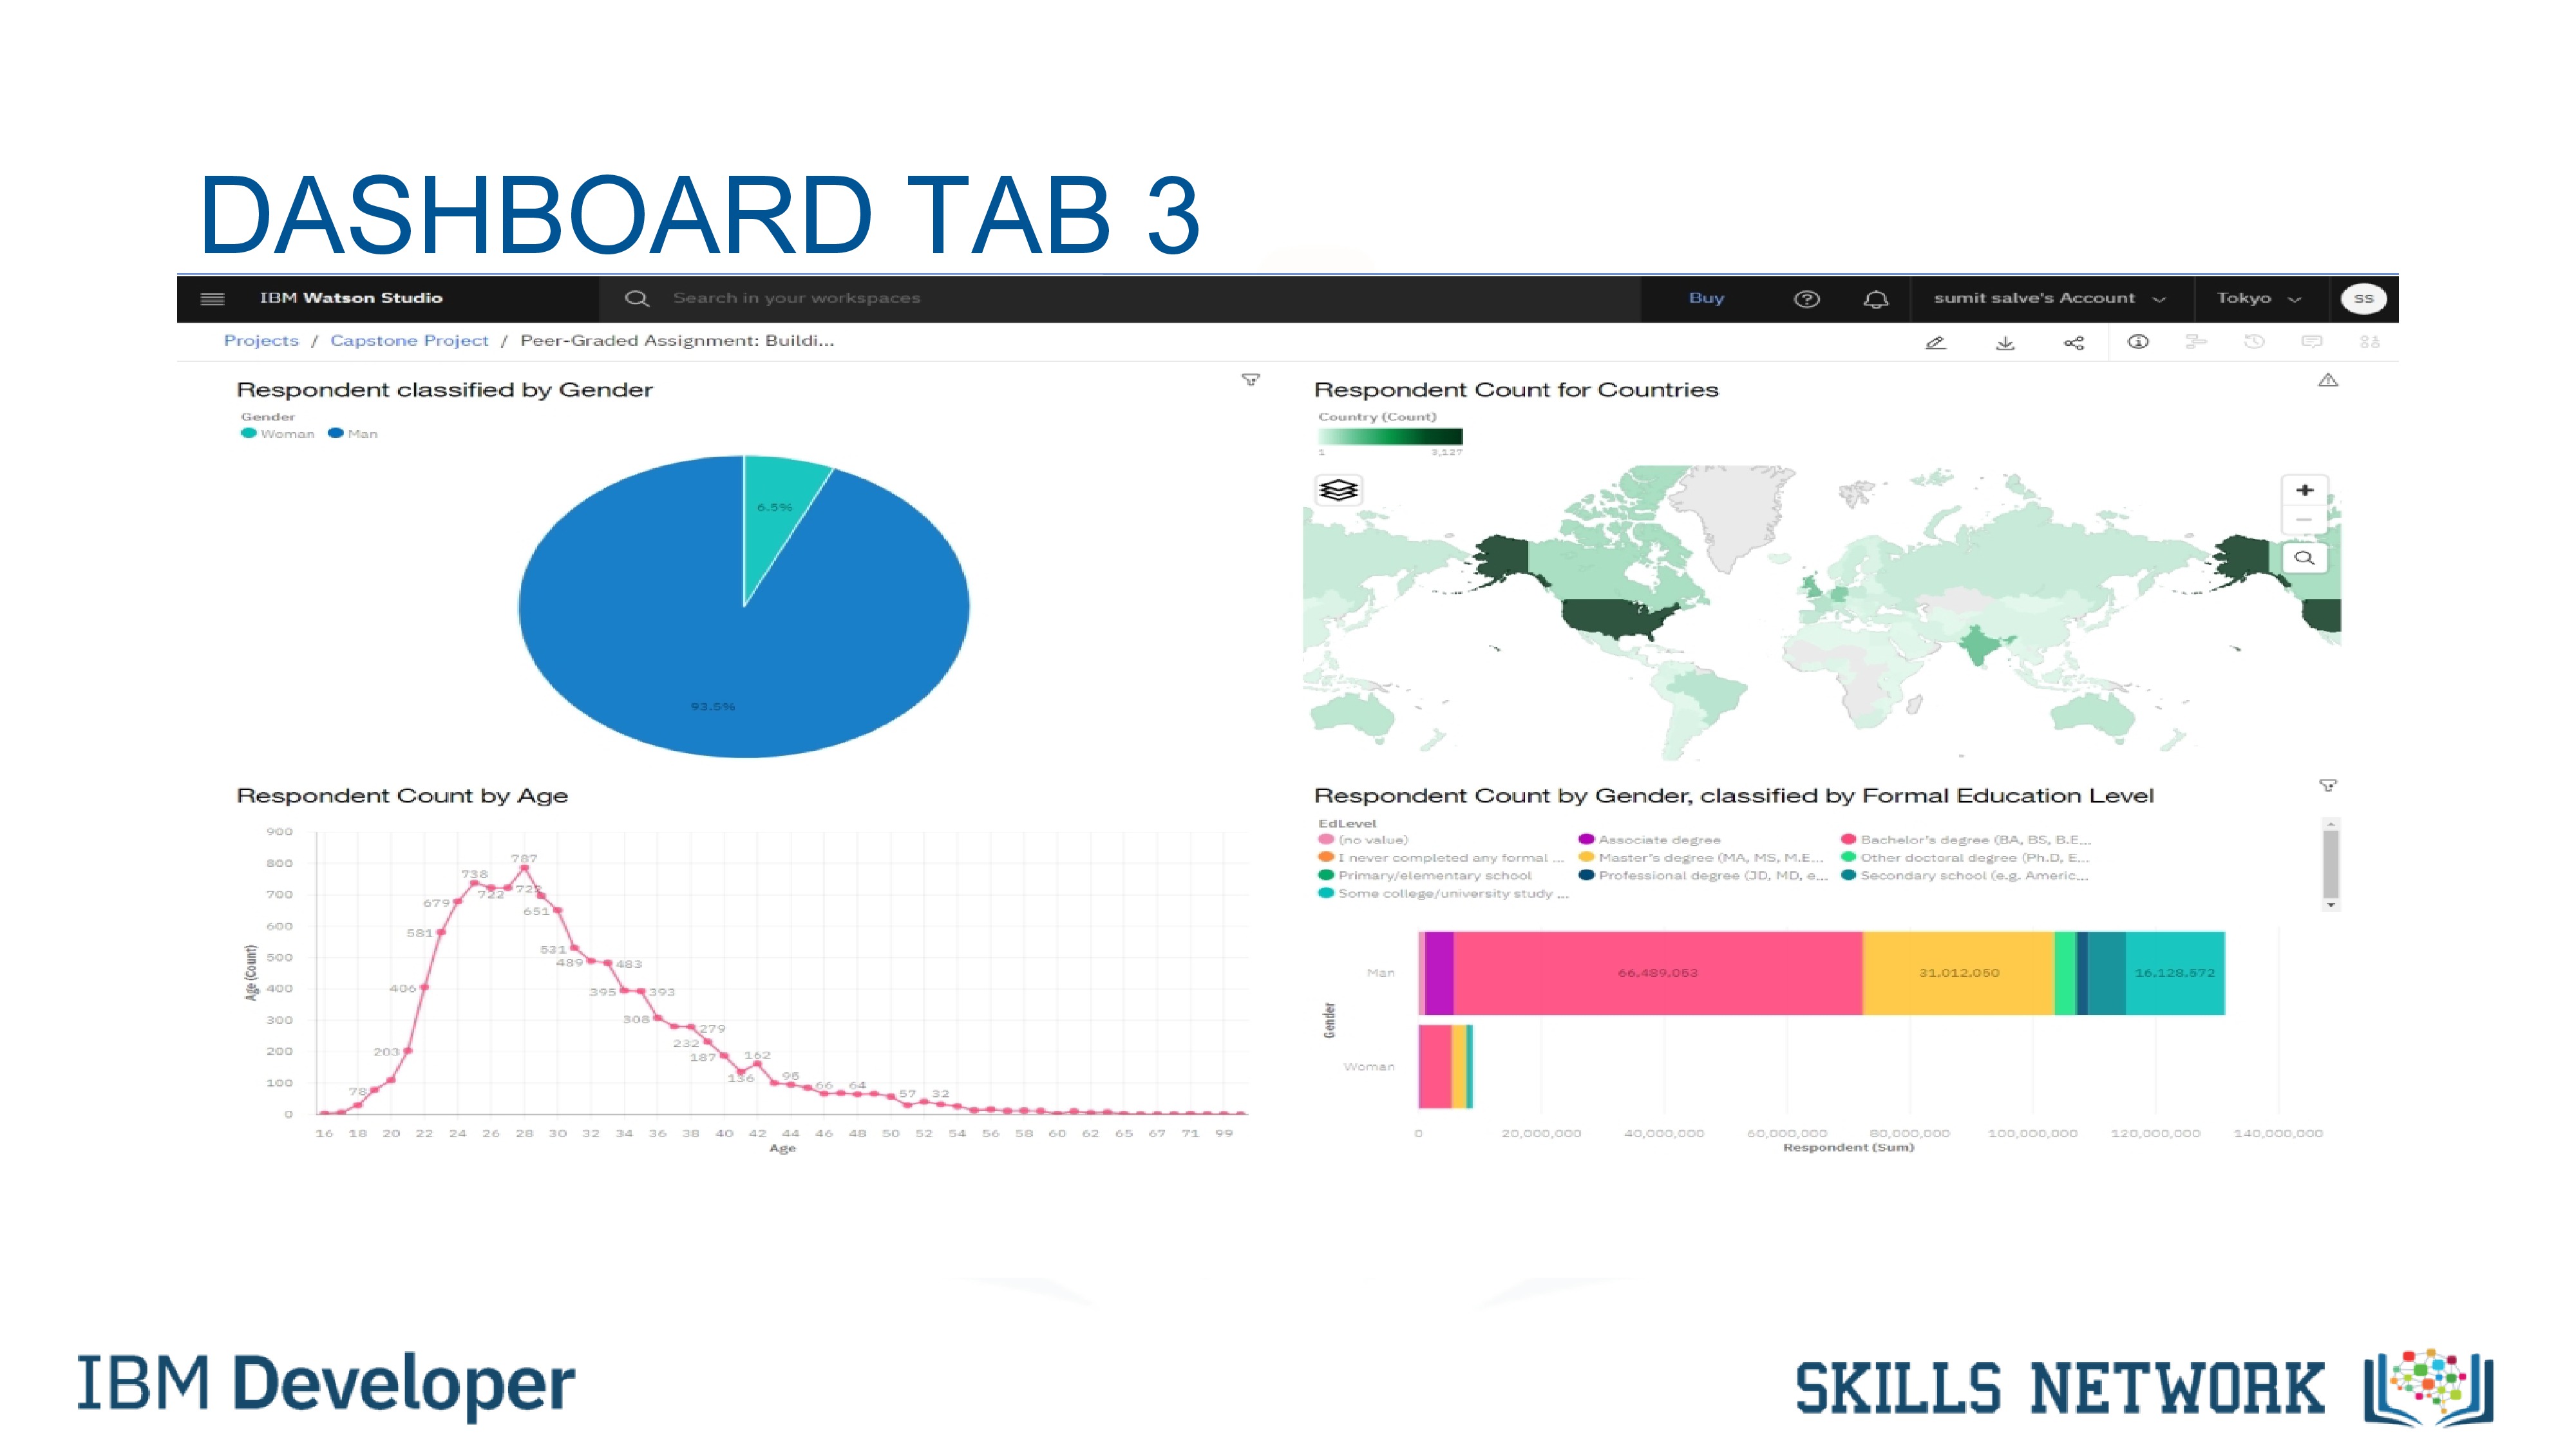 DASHBOARD TAB 3
IBM Watson Studio
Search in your workspaces
Buy
sumit salve's Account
Tokyo
SS
Projects / Capstone Project / Peer-Graded Assignment: Buildi...
Respondent classified by Gender
Gender
Woman Man
6.5%
93.5%
Respondent Count for Countries
Country (Count)
1 3,127
Respondent Count by Age
900
800
700
600
500
400
300
200
100
0
Age (Count)
78
203
406
581
679
738
722
787
722
651
531
489
483
395
393
308
279
232
187
136
162
95
66
64
57
32
16 18 20 22 24 26 28 30 32 34 36 38 40 42 44 46 48 50 52 54 56 58 60 62 65 67 71 99
Age
Respondent Count by Gender, classified by Formal Education Level
EdLevel
(no value) Associate degree Bachelor's degree (BA, BS, B.E...
I never completed any formal ... Master's degree (MA, MS, M.E... Other doctoral degree (Ph.D, E...
Primary/elementary school Professional degree (JD, MD, e... Secondary school (e.g. Americ...
Some college/university study ...
Gender
Man 66,489,053 31,012,050 16,128,572
Woman
0 20,000,000 40,000,000 60,000,000 80,000,000 100,000,000 120,000,000 140,000,000
Respondent (Sum)
IBM Developer
SKILLS NETWORK